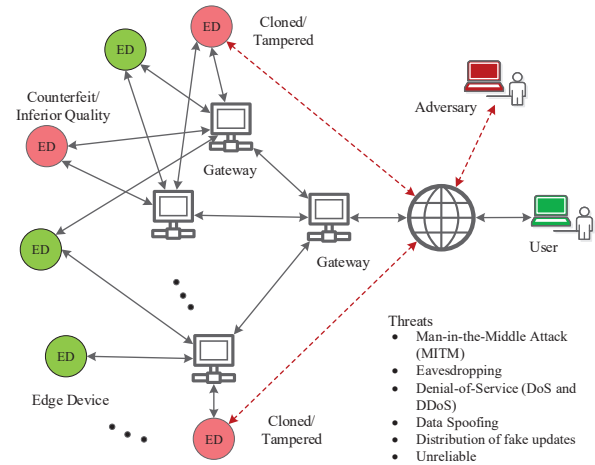 Cloned/
Tampered
ED
ED
Counterfeit/
Inferior Quality
ED
Gateway
Adversary
ED
Gateway
User
ED
Edge Device
Cloned/
Tampered
ED
Threats
• Man-in-the-Middle Attack
(MITM)
• Eavesdropping
• Denial-of-Service (DoS and
DDoS)
• Data Spoofing
• Distribution of fake updates
• Unreliable